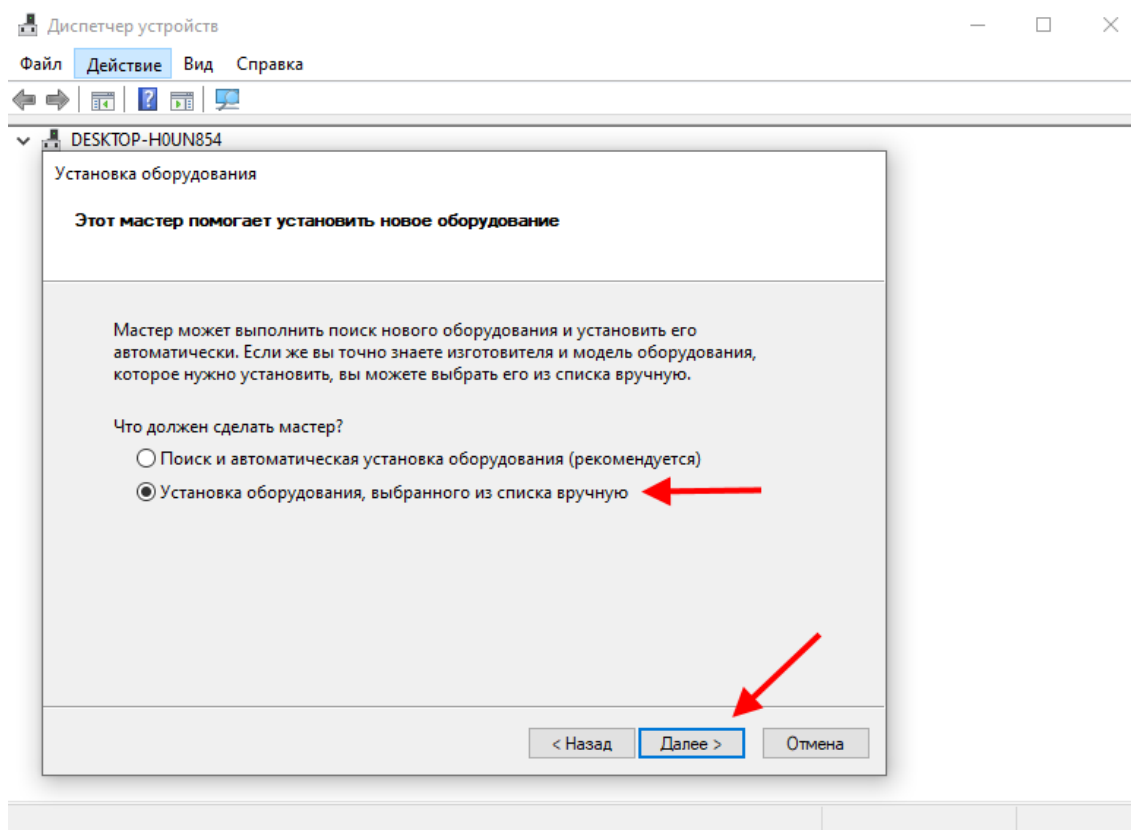 Диспетчер устройств
Файл Действие Вид Справка
DESKTOP-H0UN854
Установка оборудования
Этот мастер помогает установить новое оборудование
Мастер может выполнить поиск нового оборудования и установить его
автоматически. Если же вы точно знаете изготовителя и модель оборудования,
которое нужно установить, вы можете выбрать его из списка вручную.
Что должен сделать мастер?
Поиск и автоматическая установка оборудования (рекомендуется)
Установка оборудования, выбранного из списка вручную
< Назад Далее > Отмена